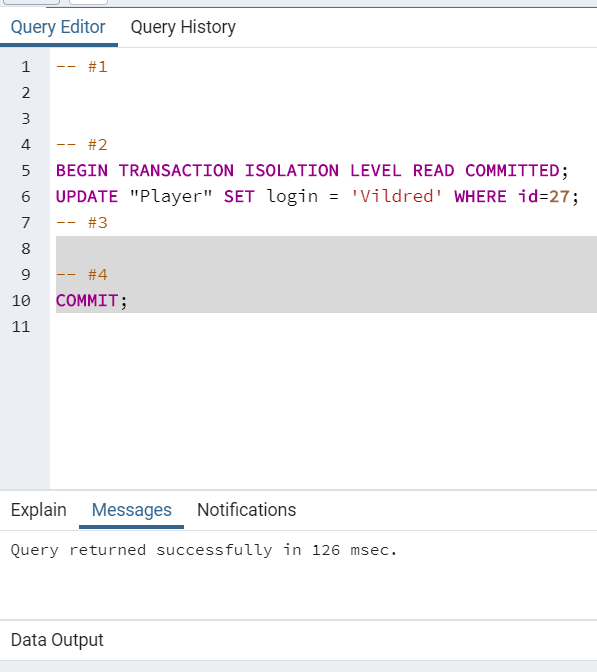 Query Editor Query History
1 -- #1
2
3
4 -- #2
5 BEGIN TRANSACTION ISOLATION LEVEL READ COMMITTED;
6 UPDATE "Player" SET login = 'Vildred' WHERE id=27;
7 -- #3
8
9 -- #4
10 COMMIT;
11
Explain Messages Notifications
Query returned successfully in 126 msec.
Data Output